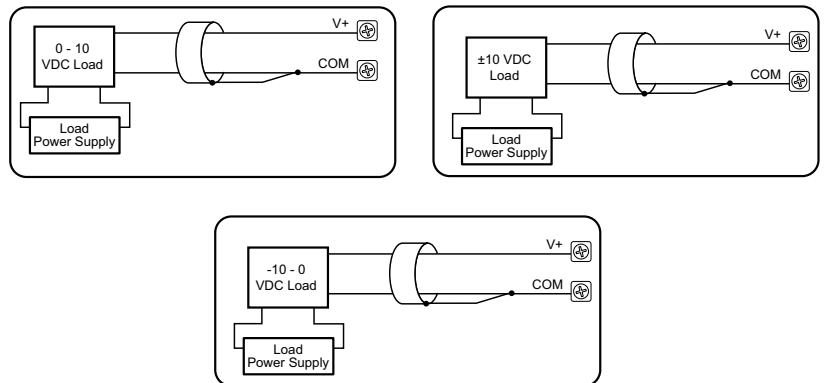 V+
0 - 10
VDC Load
COM
Load
Power Supply
V+
±10 VDC
Load
COM
Load
Power Supply
V+
-10 - 0
VDC Load
COM
Load
Power Supply